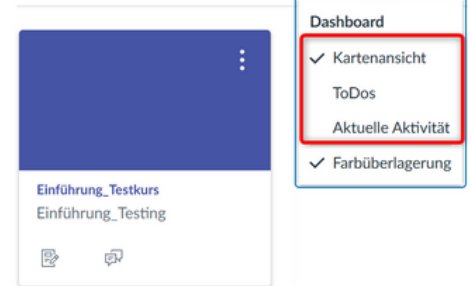 Dashboard
Kartenansicht
ToDos
Aktuelle Aktivität
Farbüberlagerung
Einführung_Testkurs
Einführung_Testing